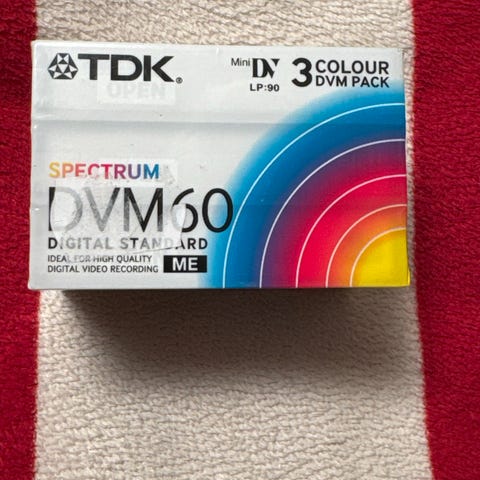 TDK®
OPEN
Mini DV
LP:90
3 COLOUR
DVM PACK
SPECTRUM
DVM60
DIGITAL STANDARD
IDEAL FOR HIGH QUALITY
DIGITAL VIDEO RECORDING ME